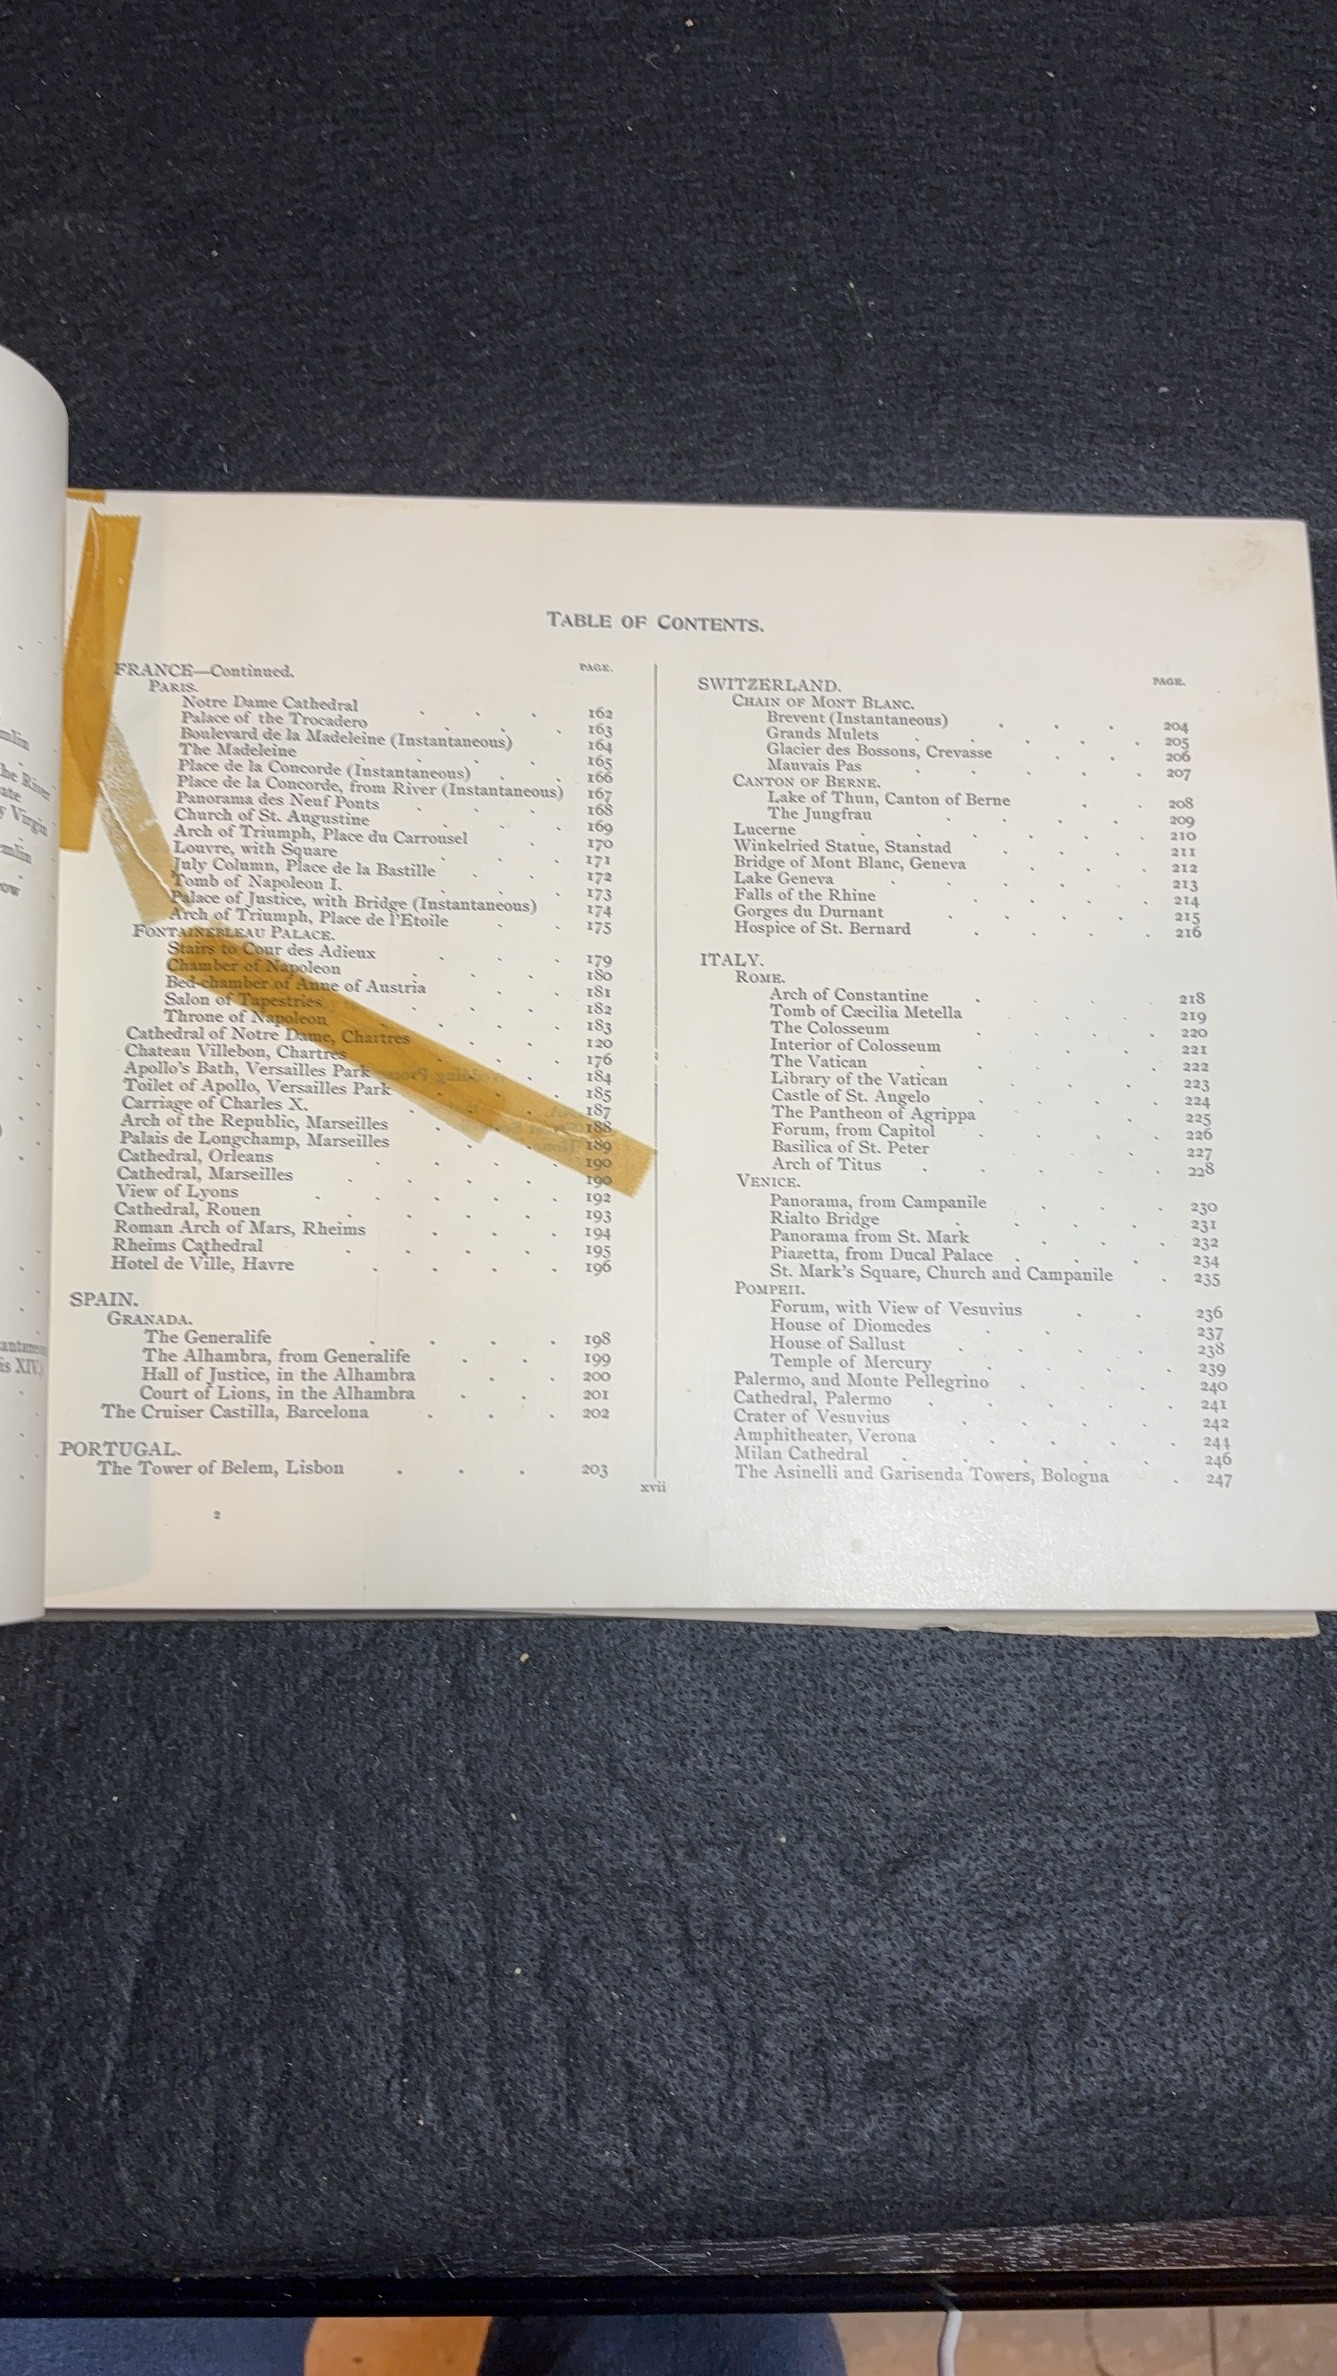 TABLE OF CONTENTS.
FRANCE—Continued.
PAGE.
PARIS.
Notre Dame Cathedral . . . 162
Palace of the Trocadero . . . 163
Boulevard de la Madeleine (Instantaneous) . . 164
The Madeleine . . . . 165
Place de la Concorde (Instantaneous) . . 166
Place de la Concorde, from River (Instantaneous) 167
Panorama des Neuf Ponts . . . 168
Church of St. Augustine . . . 169
Arch of Triumph, Place du Carrousel . . 170
Louvre, with Square . . . 171
July Column, Place de la Bastille . . 172
Tomb of Napoleon I. . . . 173
Palace of Justice, with Bridge (Instantaneous) . 174
Arch of Triumph, Place de l'Etoile . . 175
FONTAINEBLEAU PALACE.
Stairs to Cour des Adieux . . . 179
Chamber of Napoleon . . . 180
Bed-chamber of Anne of Austria . . 181
Salon of Tapestries . . . 182
Throne of Napoleon . . . 183
Cathedral of Notre Dame, Chartres . . . 120
Chateau Villebon, Chartres . . . 176
Apollo's Bath, Versailles Park . . . 184
Toilet of Apollo, Versailles Park . . . 185
Carriage of Charles X. . . . 187
Arch of the Republic, Marseilles . . . 188
Palais de Longchamp, Marseilles . . . 189
Cathedral, Orleans . . . . 190
Cathedral, Marseilles . . . . 190
View of Lyons . . . . . 192
Cathedral, Rouen . . . . 193
Roman Arch of Mars, Rheims . . . 194
Rheims Cathedral . . . . 195
Hotel de Ville, Havre . . . . 196
SPAIN.
GRANADA.
The Generalife . . . . 198
The Alhambra, from Generalife . . 199
Hall of Justice, in the Alhambra . . 200
Court of Lions, in the Alhambra . . 201
The Cruiser Castilla, Barcelona . . . 202
PORTUGAL.
The Tower of Belem, Lisbon . . . 203
2
PAGE.
SWITZERLAND.
CHAIN OF MONT BLANC.
Brevent (Instantaneous) . . . 204
Grands Mulets . . . . . 205
Glacier des Bossons, Crevasse . . 206
Mauvais Pas . . . . . 207
CANTON OF BERNE.
Lake of Thun, Canton of Berne . . 208
The Jungfrau . . . . 209
Lucerne . . . . . . 210
Winkelried Statue, Stanstad . . . 211
Bridge of Mont Blanc, Geneva . . . 212
Lake Geneva . . . . . 213
Falls of the Rhine . . . . 214
Gorges du Durnant . . . . 215
Hospice of St. Bernard . . . . 216
ITALY.
ROME.
Arch of Constantine . . . 218
Tomb of Cæcilia Metella . . . 219
The Colosseum . . . . 220
Interior of Colosseum . . . 221
The Vatican . . . . 222
Library of the Vatican . . . 223
Castle of St. Angelo . . . . 224
The Pantheon of Agrippa . . . 225
Forum, from Capitol . . . . 226
Basilica of St. Peter . . . 227
Arch of Titus . . . . 228
VENICE.
Panorama, from Campanile . . . 230
Rialto Bridge . . . . 231
Panorama from St. Mark . . . 232
Piazetta, from Ducal Palace . . . 234
St. Mark's Square, Church and Campanile . 235
POMPEII.
Forum, with View of Vesuvius . . 236
House of Diomedes . . . 237
House of Sallust . . . . 238
Temple of Mercury . . . . 239
Palermo, and Monte Pellegrino . . . 240
Cathedral, Palermo . . . . . 241
Crater of Vesuvius . . . . 242
Amphitheater, Verona . . . . 244
Milan Cathedral . . . . . 246
The Asinelli and Garisenda Towers, Bologna . 247
xvii